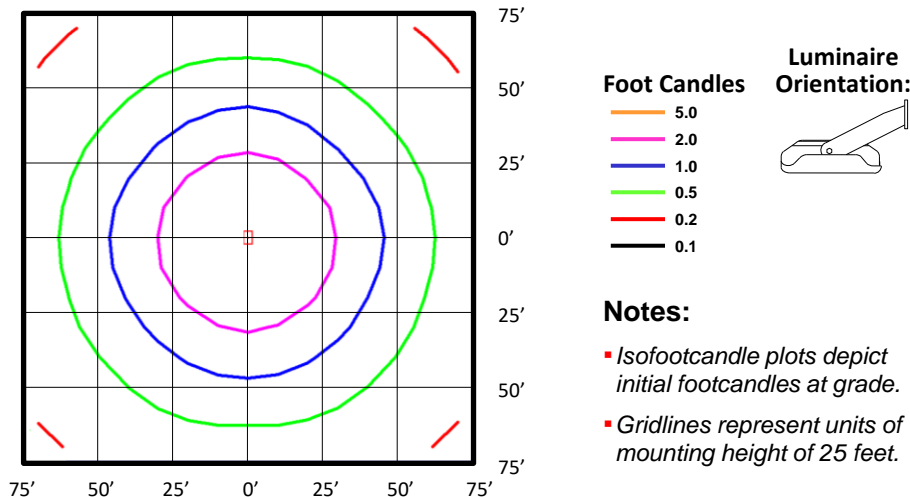 75’
50’
25’
0’
25’
50’
75’
75’ 50’ 25’ 0’ 25’ 50’ 75’
Foot Candles
5.0
2.0
1.0
0.5
0.2
0.1
Luminaire
Orientation:
Notes:
▪ Isofootcandle plots depict
initial footcandles at grade.
▪ Gridlines represent units of
mounting height of 25 feet.